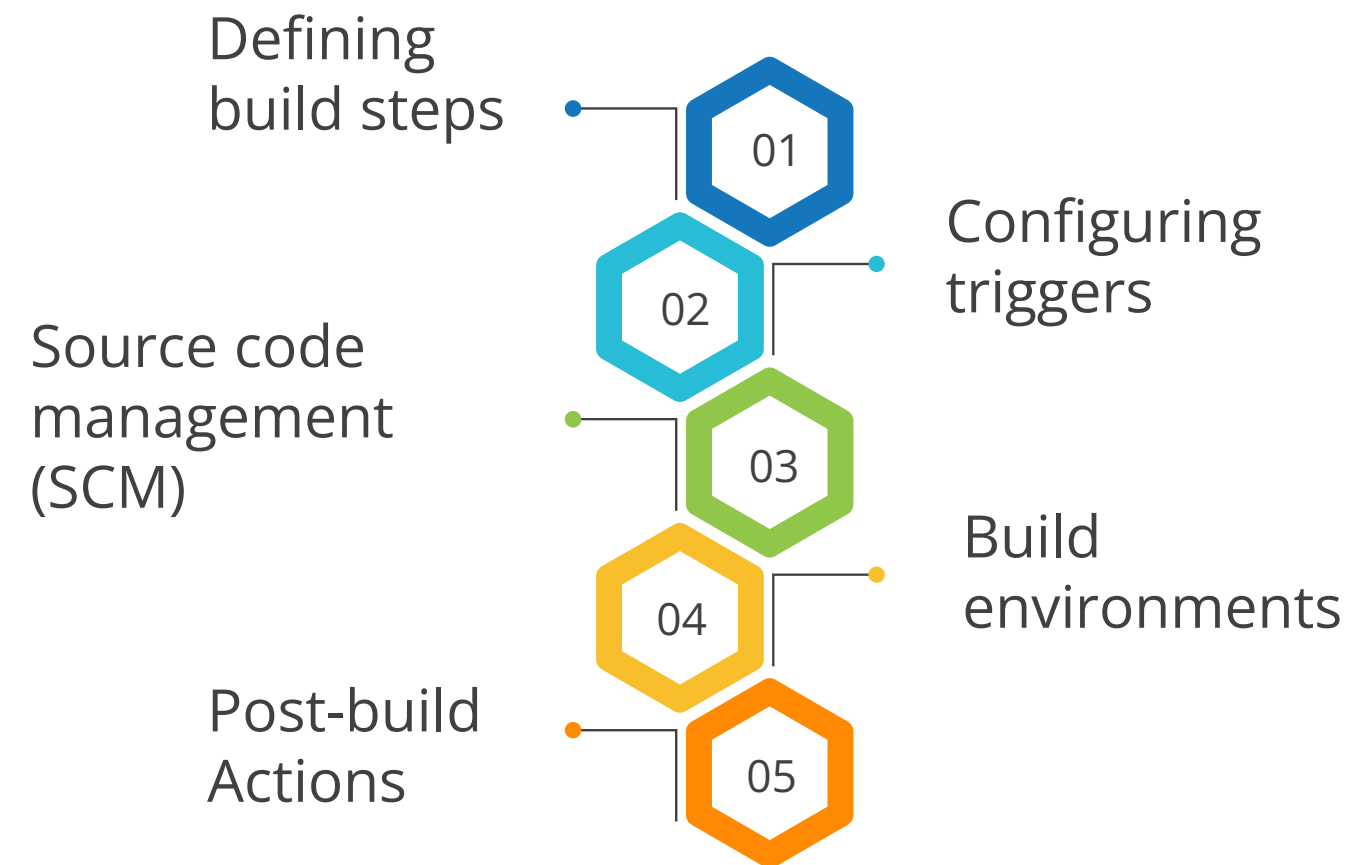 Defining
build steps
01
Configuring
triggers
02
Source code
management
(SCM)
03
Build
environments
04
Post-build
Actions
05